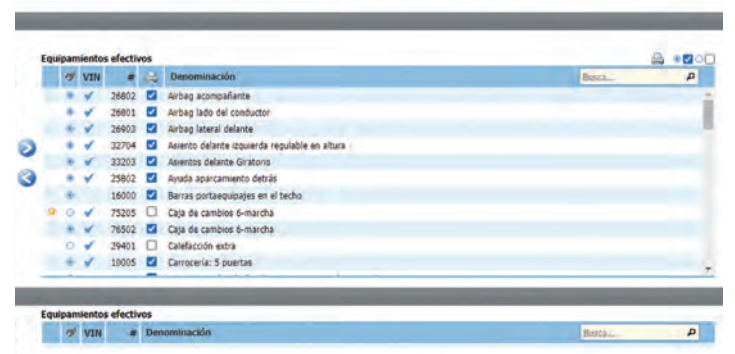 Equipamientos efectivos
VIN # Denominación Busca...
26802 Airbag acompañante
26801 Airbag lado del conductor
26903 Airbag lateral delante
32704 Asiento delante izquierda regulable en altura
33203 Asientos delante Giratorio
25802 Ayuda aparcamiento detrás
16000 Barras portaequipajes en el techo
75205 Caja de cambios 6-marcha
76502 Caja de cambios 6-marcha
29401 Calefacción extra
10005 Carrocería: 5 puertas
Equipamientos efectivos
VIN # Denominación Busca...